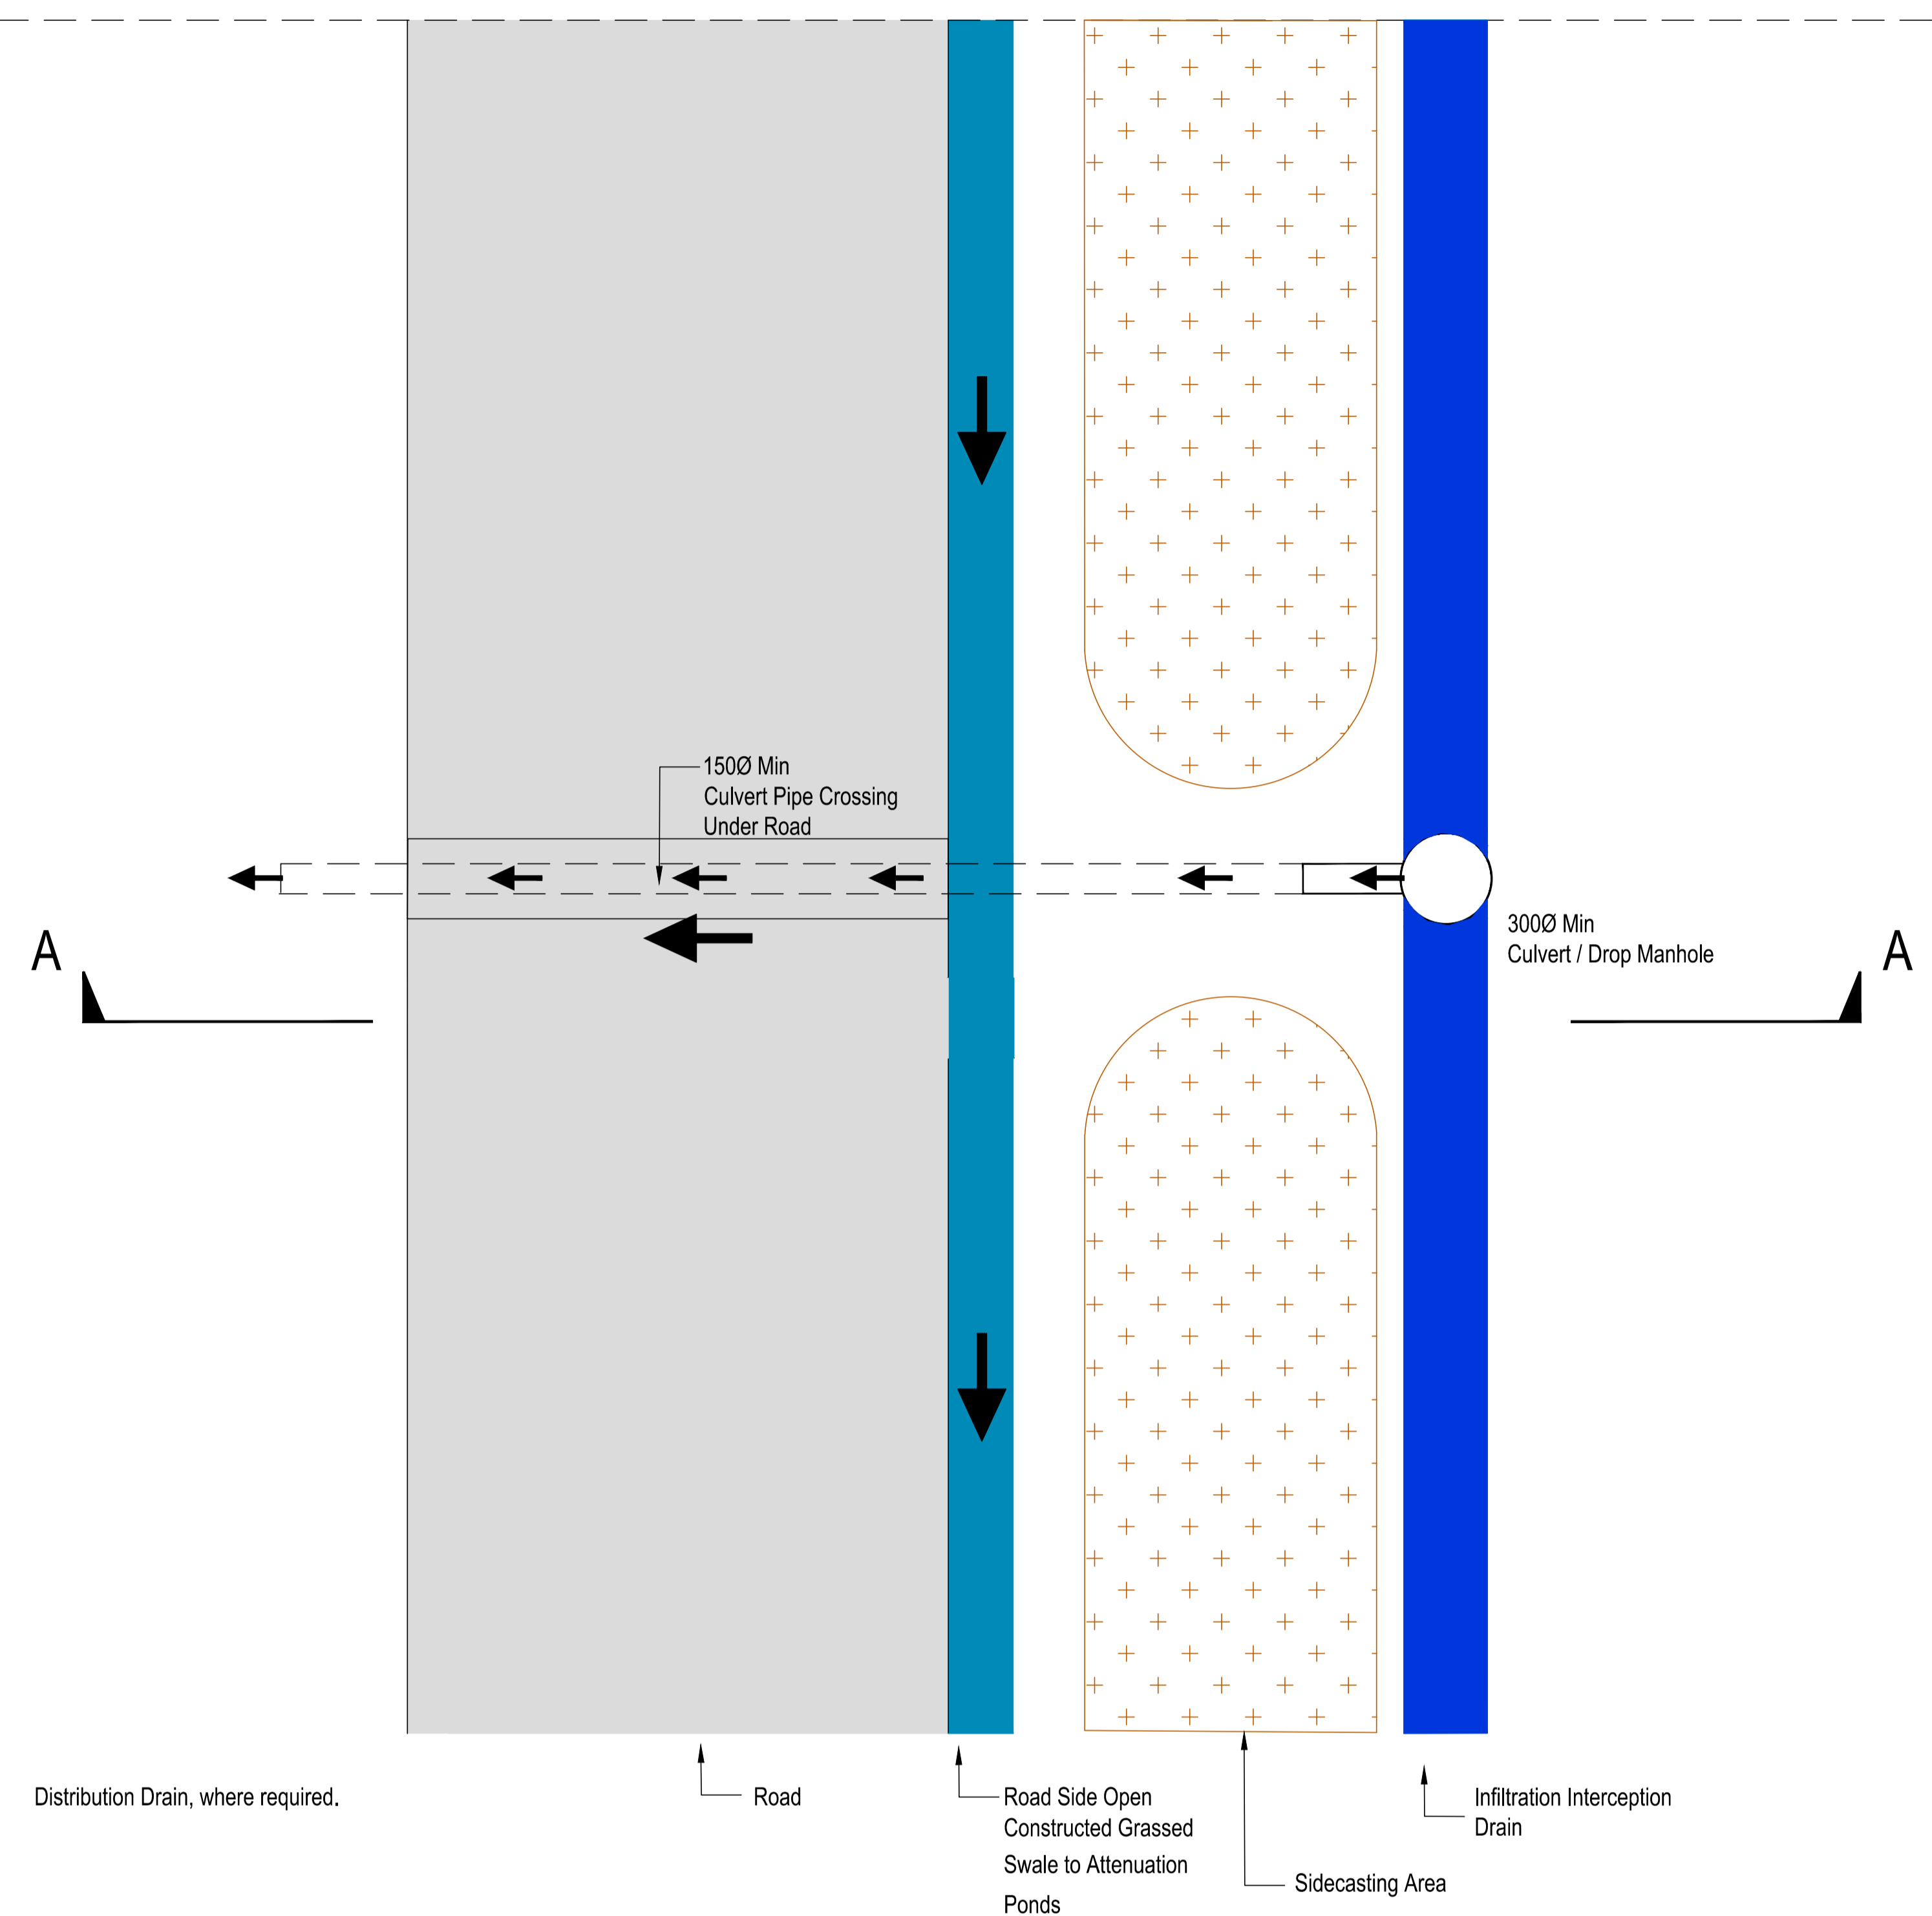 150Ø Min
Culvert Pipe Crossing
Under Road
300Ø Min
Culvert / Drop Manhole
A
A
Distribution Drain, where required.
Road
Road Side Open
Constructed Grassed
Swale to Attenuation
Ponds
Sidecasting Area
Infiltration Interception
Drain